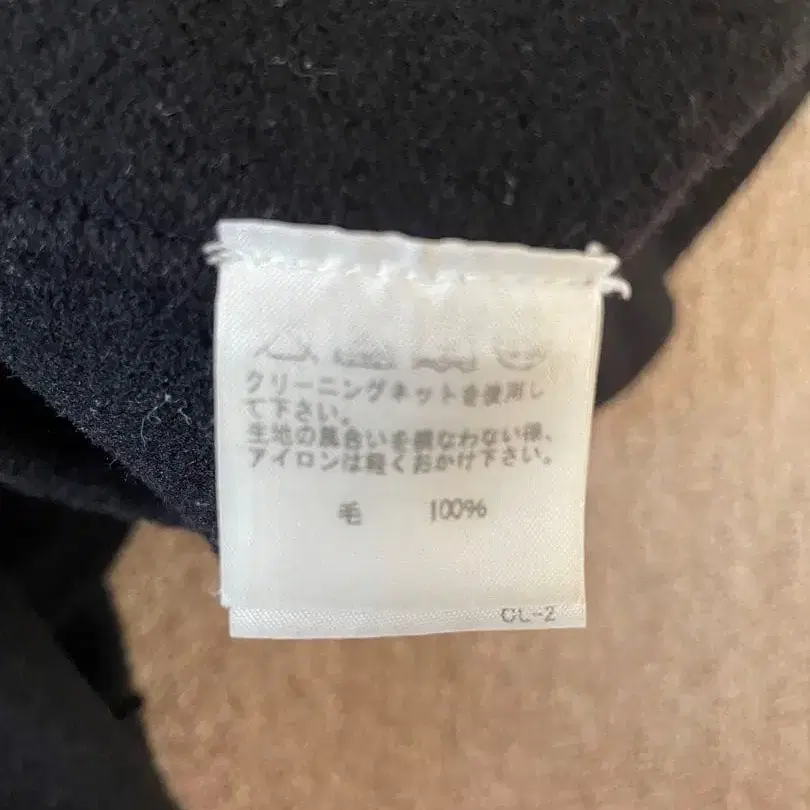 クリーニングネットを使用し
て下さい。
生地の風合いを損なわない様、
アイロンは軽くおかけ下さい。
毛 100%
CL-2